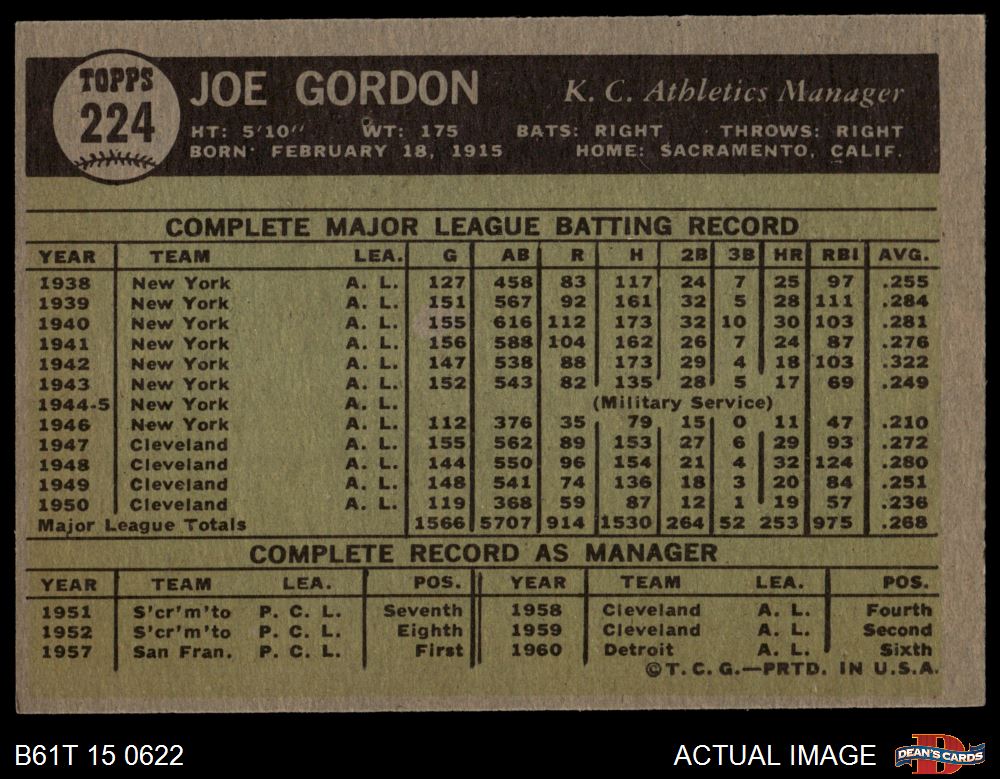 TOPPS
224
JOE GORDON K. C. Athletics Manager
HT: 5'10" WT: 175 BATS: RIGHT THROWS: RIGHT
BORN: FEBRUARY 18, 1915 HOME: SACRAMENTO, CALIF.
COMPLETE MAJOR LEAGUE BATTING RECORD
YEAR TEAM LEA. G AB R H 2B 3B HR RBI AVG.
1938 New York A. L. 127 458 83 117 24 7 25 97 .255
1939 New York A. L. 151 567 92 161 32 5 28 111 .284
1940 New York A. L. 155 616 112 173 32 10 30 103 .281
1941 New York A. L. 156 588 104 162 26 7 24 87 .276
1942 New York A. L. 147 538 88 173 29 4 18 103 .322
1943 New York A. L. 152 543 82 135 28 5 17 69 .249
1944-5 New York A. L. (Military Service)
1946 New York A. L. 112 376 35 79 15 0 11 47 .210
1947 Cleveland A. L. 155 562 89 153 27 6 29 93 .272
1948 Cleveland A. L. 144 550 96 154 21 4 32 124 .280
1949 Cleveland A. L. 148 541 74 136 18 3 20 84 .251
1950 Cleveland A. L. 119 368 59 87 12 1 19 57 .236
Major League Totals 1566 5707 914 1530 264 52 253 975 .268
COMPLETE RECORD AS MANAGER
YEAR TEAM LEA. POS. YEAR TEAM LEA. POS.
1951 S'cr'm'to P. C. L. Seventh 1958 Cleveland A. L. Fourth
1952 S'cr'm'to P. C. L. Eighth 1959 Cleveland A. L. Second
1957 San Fran. P. C. L. First 1960 Detroit A. L. Sixth
©T. C. G.—PRTD. IN U.S.A.
B61T 15 0622 ACTUAL IMAGE DEAN'S CARDS